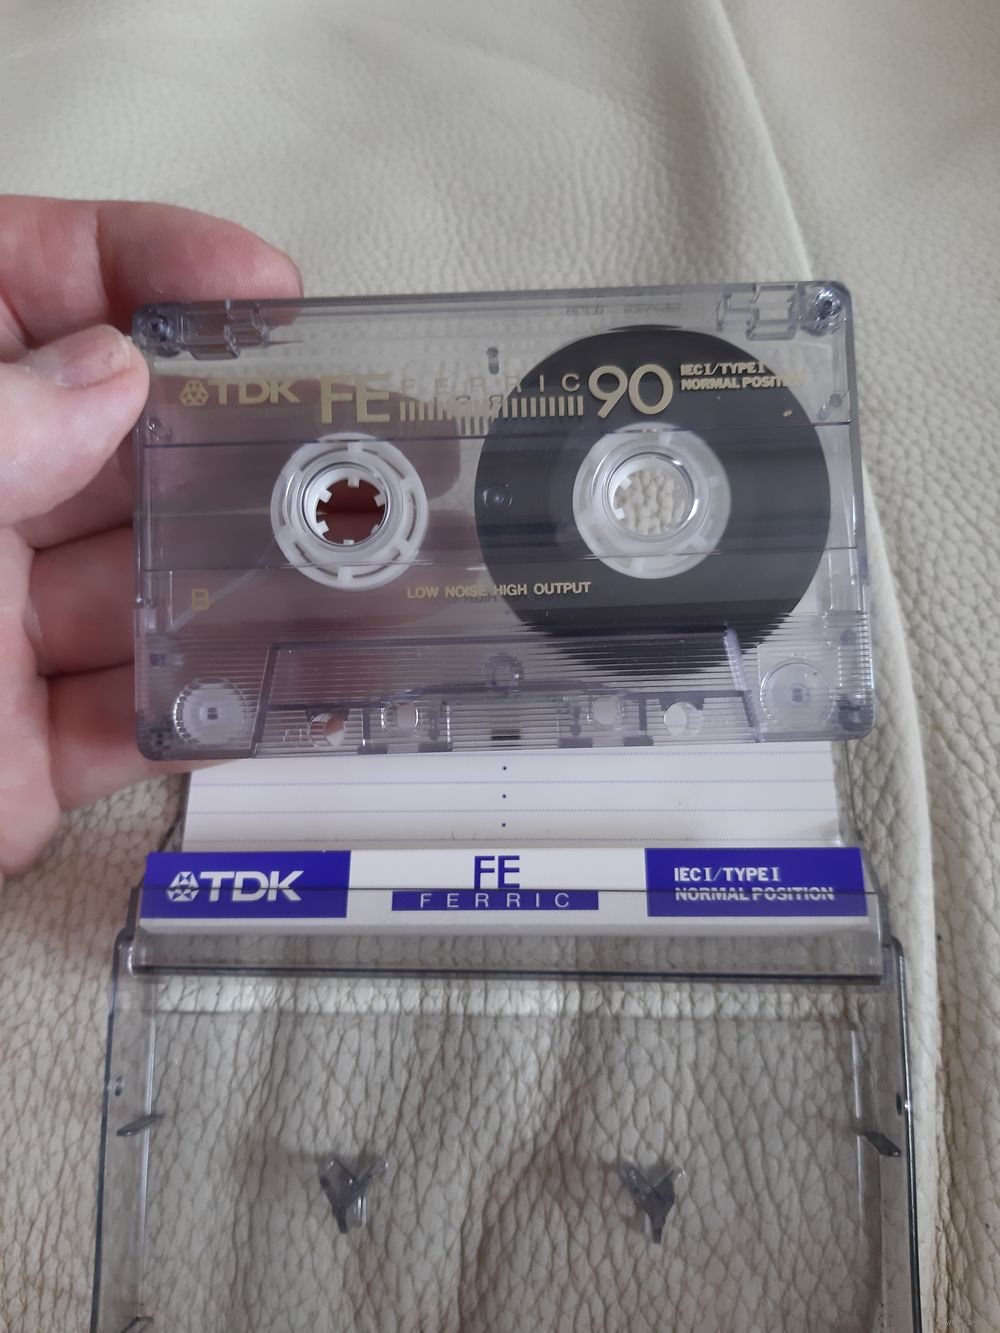 TDK FE FERRIC 90 IEC I/TYPE I
NORMAL POSITION
B
LOW NOISE HIGH OUTPUT
TDK
FE
FERRIC
IEC I/TYPE I
NORMAL POSITION